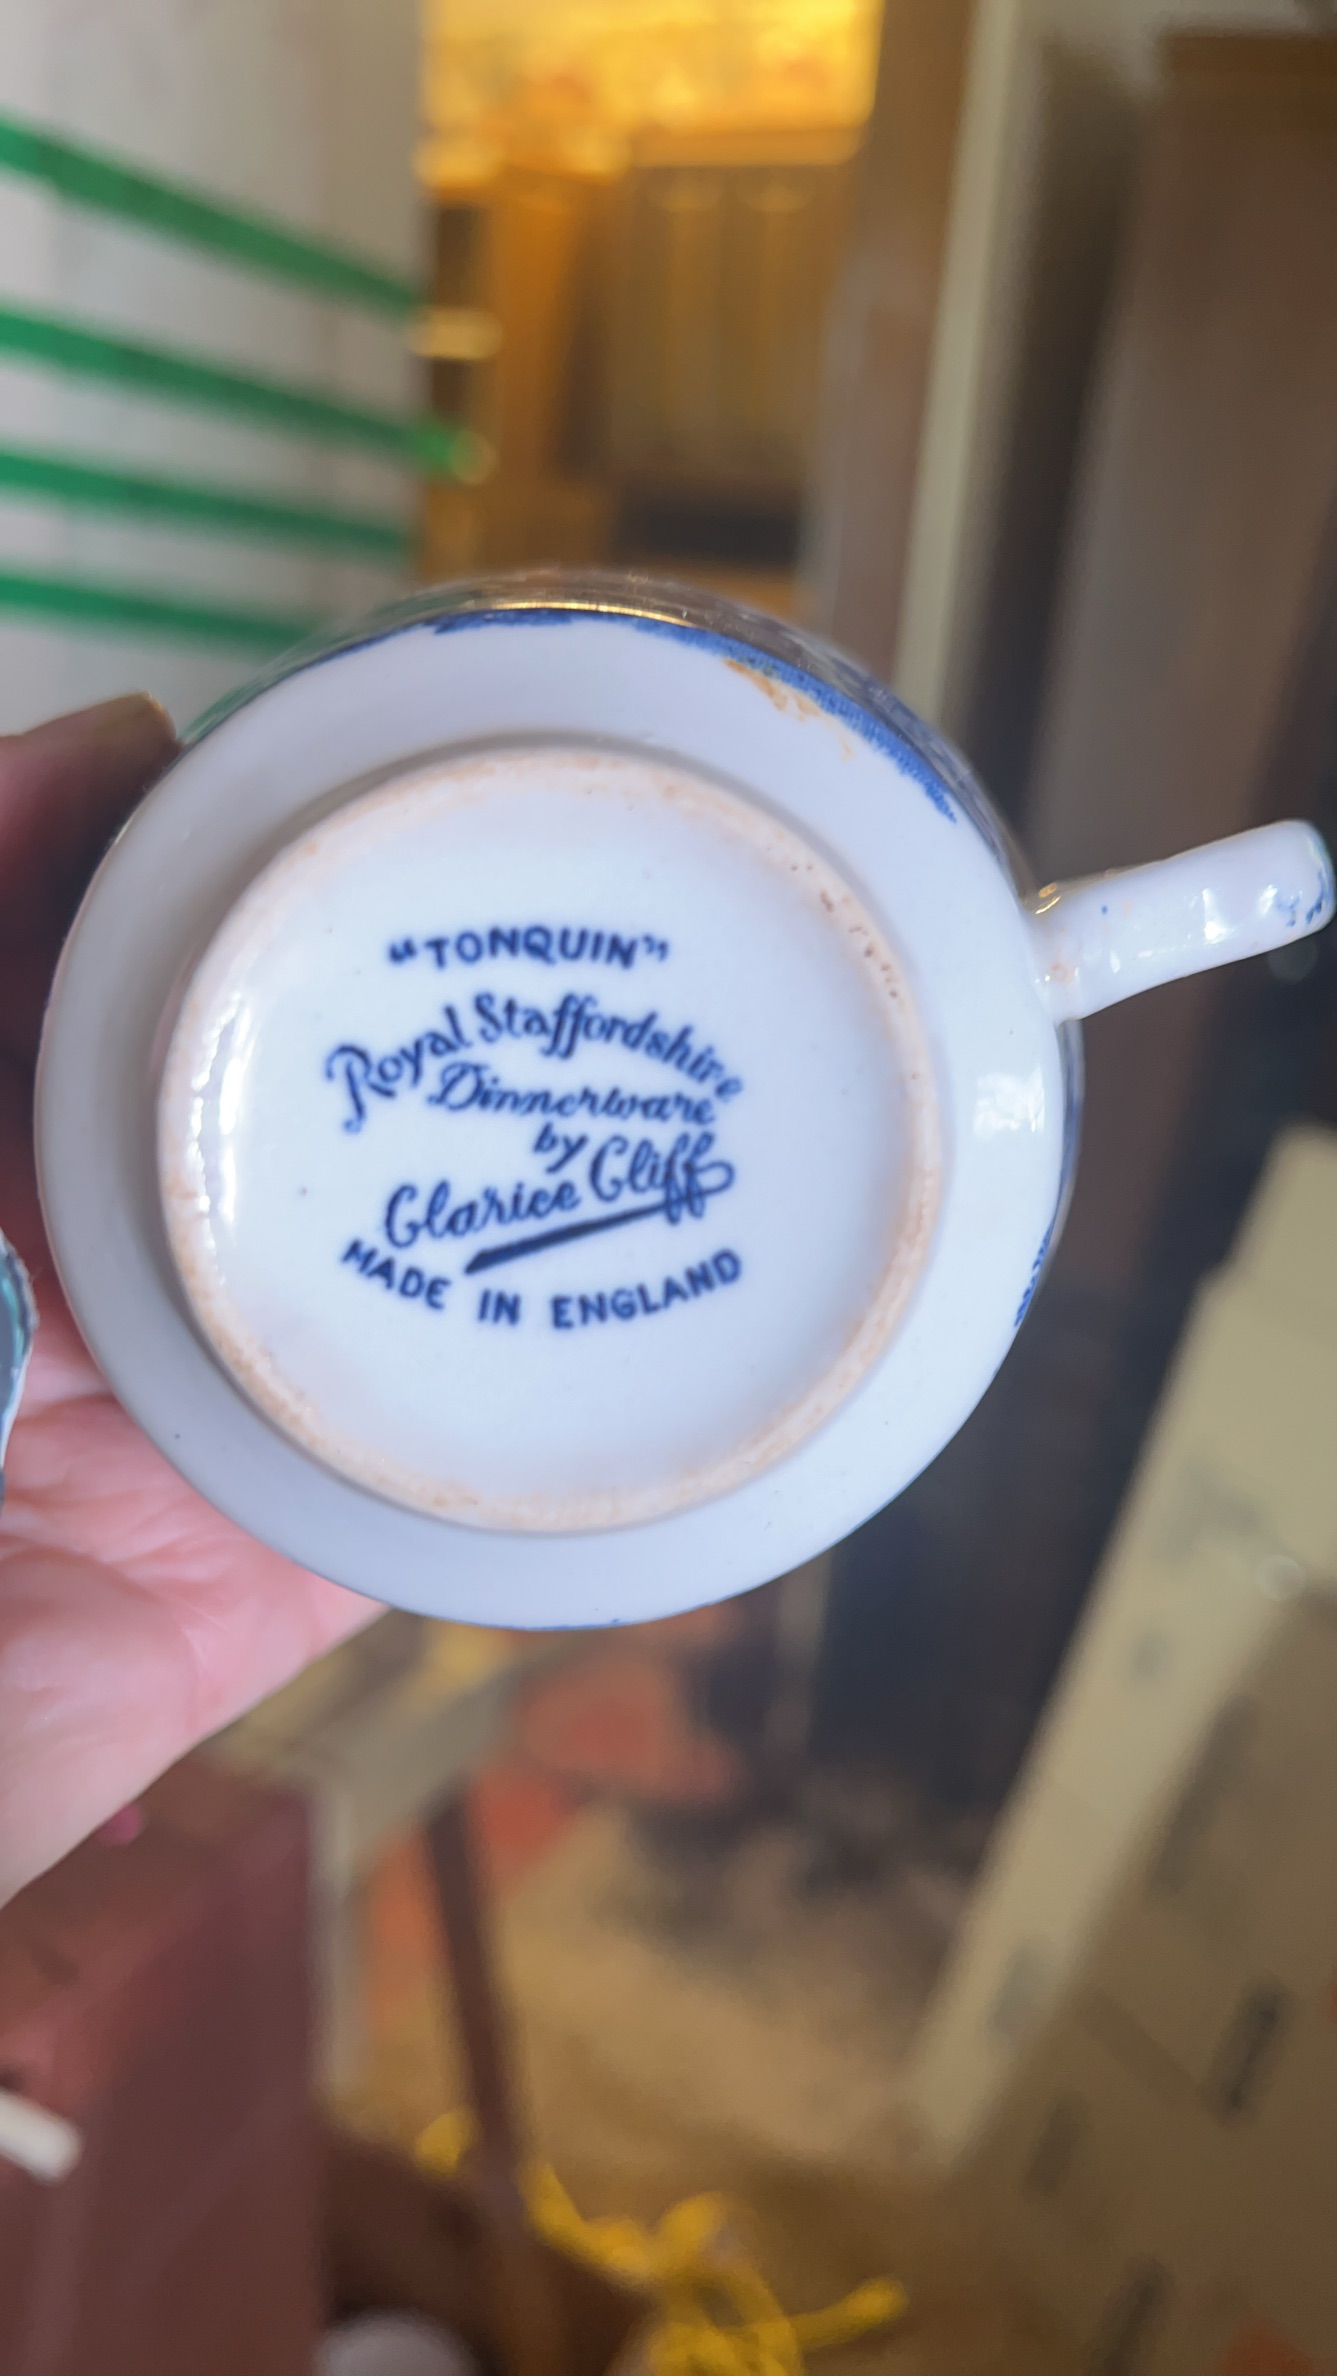 "TONQUIN"
Royal Staffordshire
Dinnerware
by
Clarice Cliff
MADE IN ENGLAND